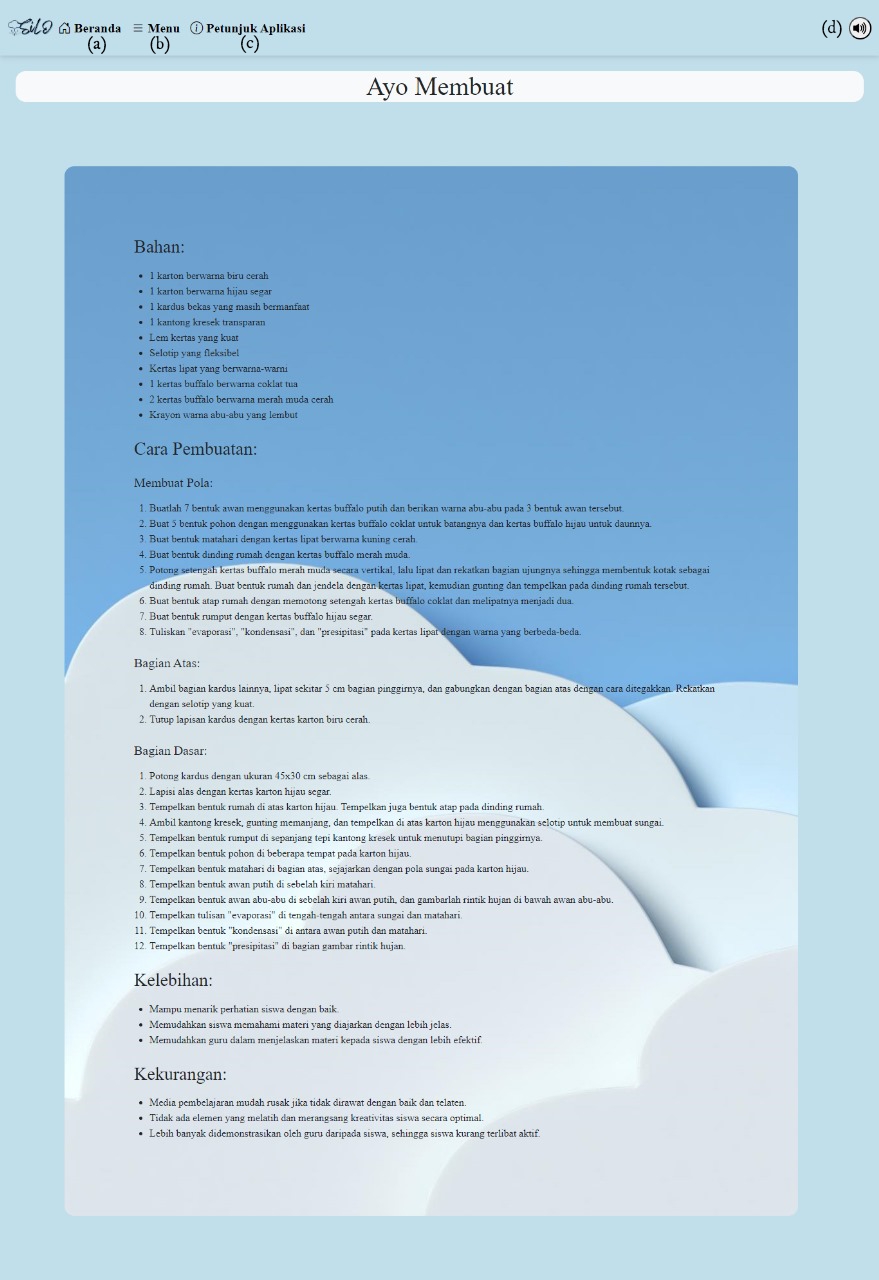 SiLO Beranda Menu Petunjuk Aplikasi (d)
(a) (b) (c)
Ayo Membuat
Bahan:
• 1 karton berwarna biru cerah
• 1 karton berwarna hijau segar
• 1 kardus bekas yang masih bermanfaat
• 1 kantong kresek transparan
• Lem kertas yang kuat
• Selotip yang fleksibel
• Kertas lipat yang berwarna-warni
• 1 kertas buffalo berwarna coklat tua
• 2 kertas buffalo berwarna merah muda cerah
• Krayon warna abu-abu yang lembut
Cara Pembuatan:
Membuat Pola:
1. Buatlah 7 bentuk awan menggunakan kertas buffalo putih dan berikan warna abu-abu pada 3 bentuk awan tersebut.
2. Buat 5 bentuk pohon dengan menggunakan kertas buffalo coklat untuk batangnya dan kertas buffalo hijau untuk daunnya.
3. Buat bentuk matahari dengan kertas lipat berwarna kuning cerah.
4. Buat bentuk dinding rumah dengan kertas buffalo merah muda.
5. Potong setengah kertas buffalo merah muda secara vertikal, lalu lipat dan rekatkan bagian ujungnya sehingga membentuk kotak sebagai
dinding rumah. Buat bentuk rumah dan jendela dengan kertas lipat, kemudian gunting dan tempelkan pada dinding rumah tersebut.
6. Buat bentuk atap rumah dengan memotong setengah kertas buffalo coklat dan melipatnya menjadi dua.
7. Buat bentuk rumput dengan kertas buffalo hijau segar.
8. Tuliskan "evaporasi", "kondensasi", dan "presipitasi" pada kertas lipat dengan warna yang berbeda-beda.
Bagian Atas:
1. Ambil bagian kardus lainnya, lipat sekitar 5 cm bagian pinggirnya, dan gabungkan dengan bagian atas dengan cara ditegakkan. Rekatkan
dengan selotip yang kuat.
2. Tutup lapisan kardus dengan kertas karton biru cerah.
Bagian Dasar:
1. Potong kardus dengan ukuran 45x30 cm sebagai alas.
2. Lapisi alas dengan kertas karton hijau segar.
3. Tempelkan bentuk rumah di atas karton hijau. Tempelkan juga bentuk atap pada dinding rumah.
4. Ambil kantong kresek, gunting memanjang, dan tempelkan di atas karton hijau menggunakan selotip untuk membuat sungai.
5. Tempelkan bentuk rumput di sepanjang tepi kantong kresek untuk menutupi bagian pinggirnya.
6. Tempelkan bentuk pohon di beberapa tempat pada karton hijau.
7. Tempelkan bentuk matahari di bagian atas, sejajarkan dengan pola sungai pada karton hijau.
8. Tempelkan bentuk awan putih di sebelah kiri matahari.
9. Tempelkan bentuk awan abu-abu di sebelah kiri awan putih, dan gambarlah rintik hujan di bawah awan abu-abu.
10. Tempelkan tulisan "evaporasi" di tengah-tengah antara sungai dan matahari.
11. Tempelkan bentuk "kondensasi" di antara awan putih dan matahari.
12. Tempelkan bentuk "presipitasi" di bagian gambar rintik hujan.
Kelebihan:
• Mampu menarik perhatian siswa dengan baik.
• Memudahkan siswa memahami materi yang diajarkan dengan lebih jelas.
• Memudahkan guru dalam menjelaskan materi kepada siswa dengan lebih efektif.
Kekurangan:
• Media pembelajaran mudah rusak jika tidak dirawat dengan baik dan telaten.
• Tidak ada elemen yang melatih dan merangsang kreativitas siswa secara optimal.
• Lebih banyak didemonstrasikan oleh guru daripada siswa, sehingga siswa kurang terlibat aktif.